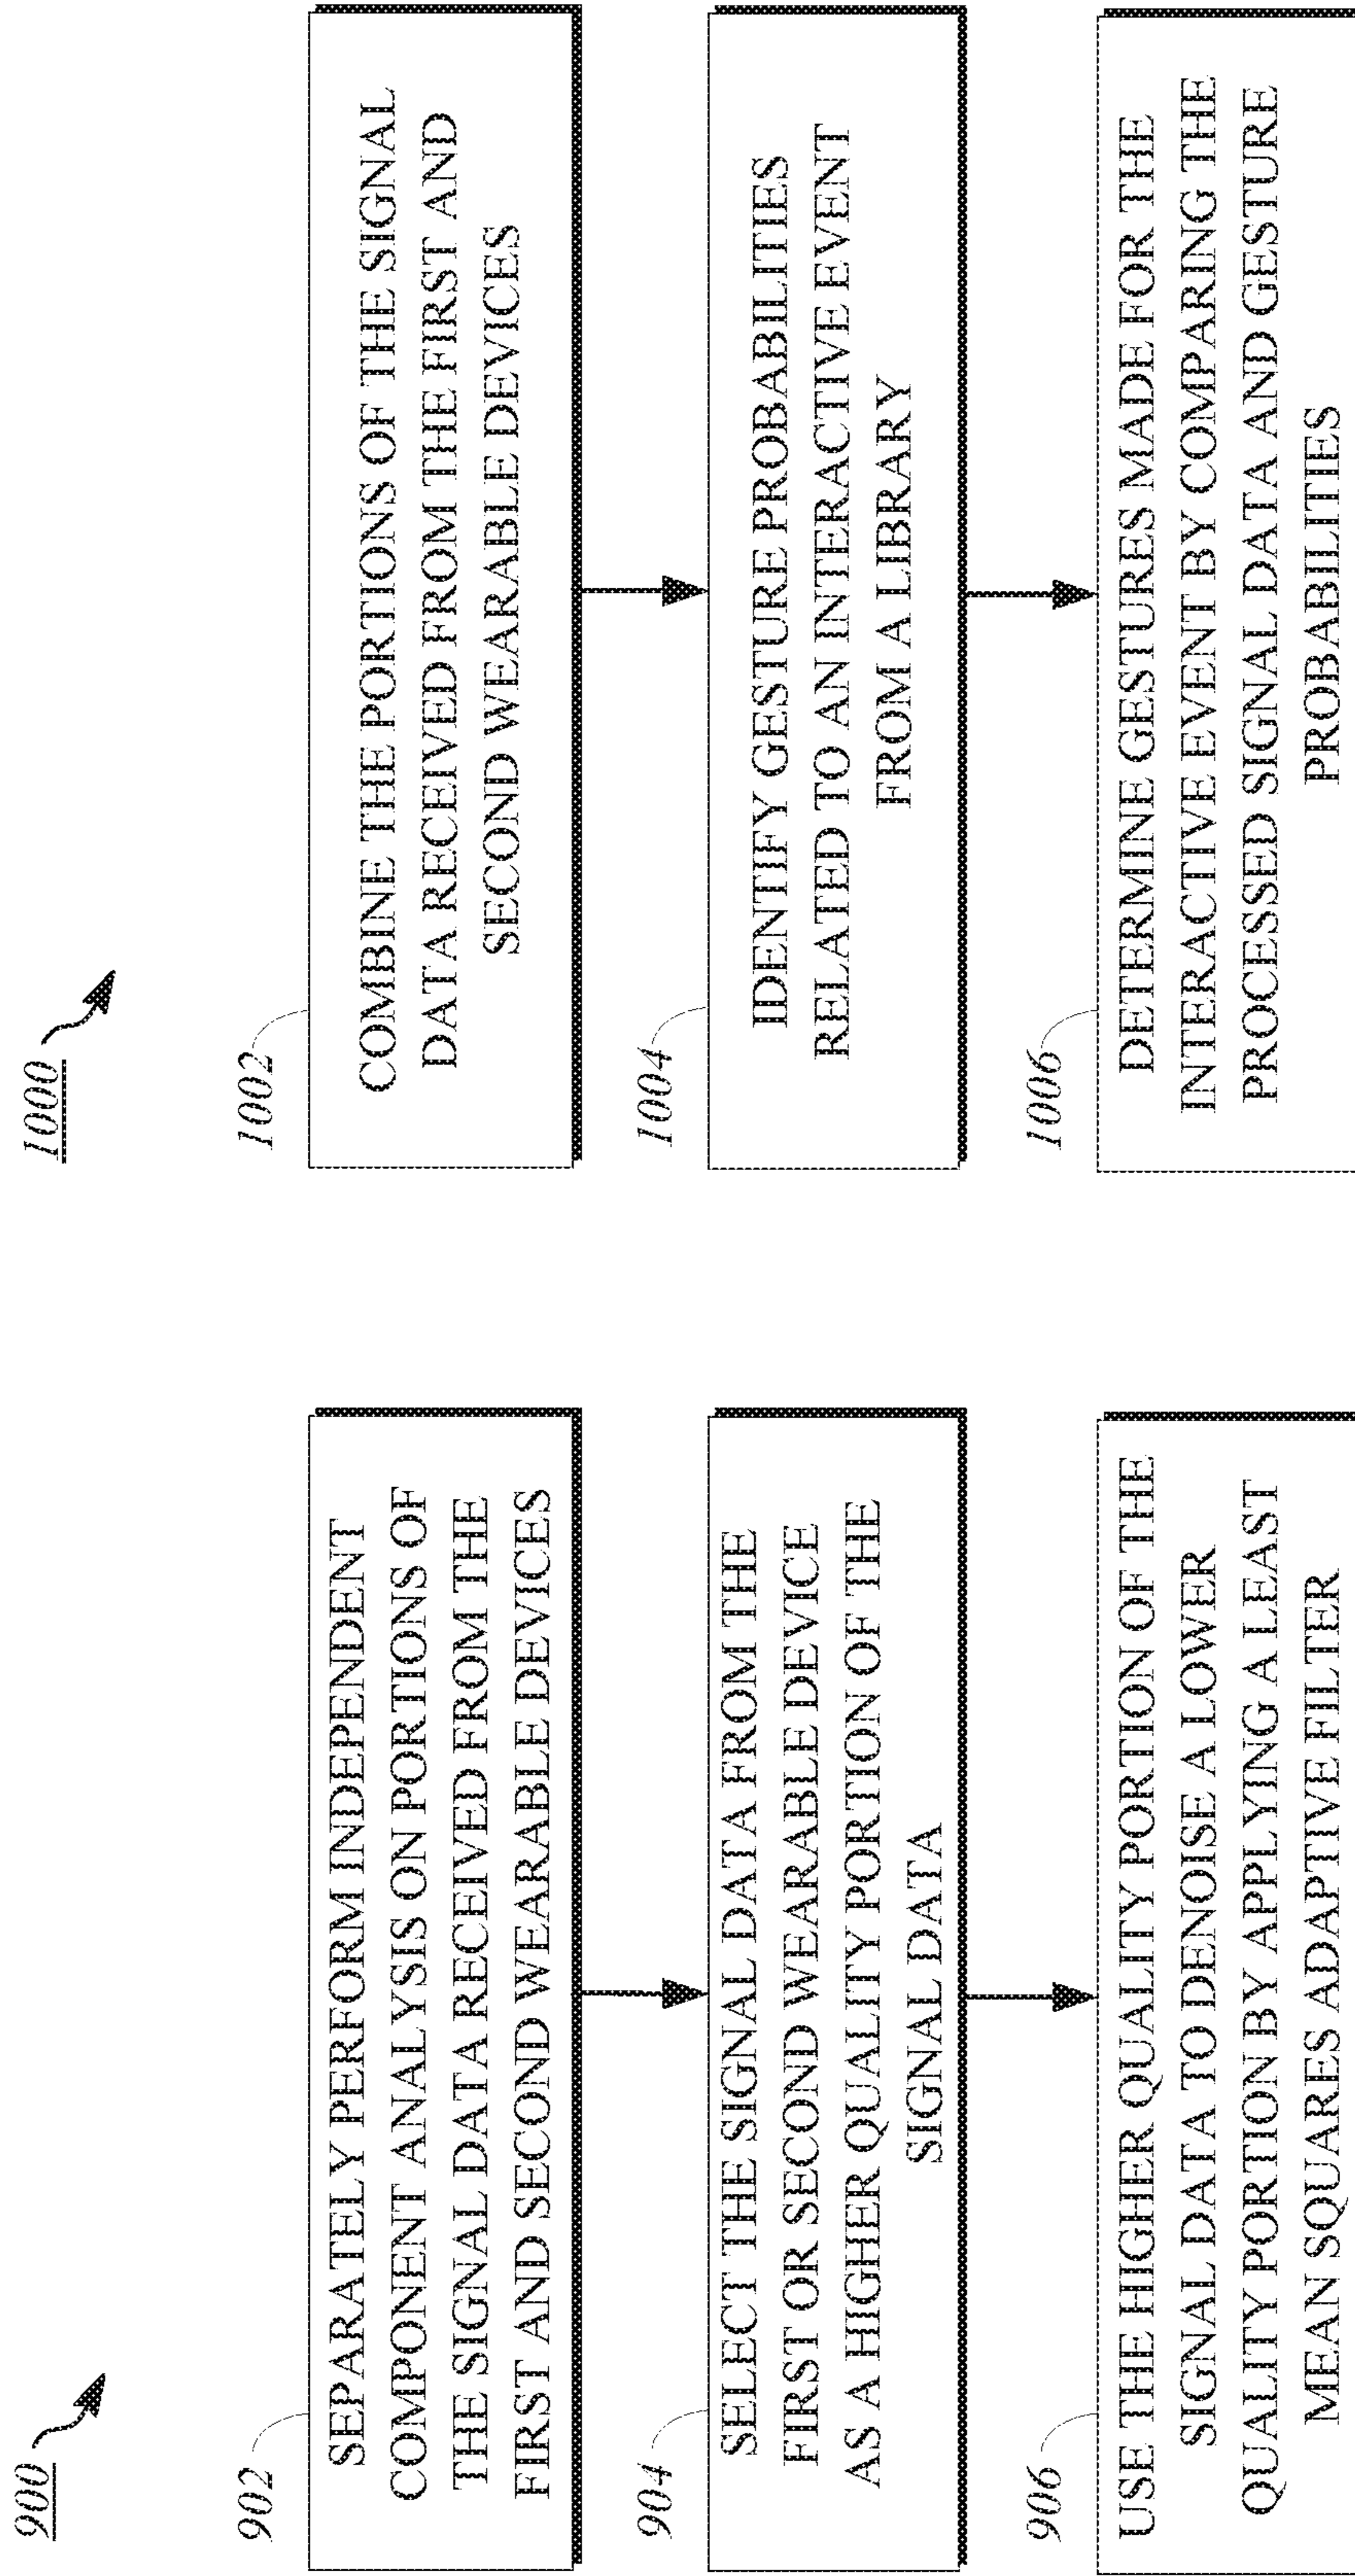 900
902
SEPARATELY PERFORM INDEPENDENT
COMPONENT ANALYSIS ON PORTIONS OF
THE SIGNAL DATA RECEIVED FROM THE
FIRST AND SECOND WEARABLE DEVICES
904
SELECT THE SIGNAL DATA FROM THE
FIRST OR SECOND WEARABLE DEVICE
AS A HIGHER QUALITY PORTION OF THE
SIGNAL DATA
906
USE THE HIGHER QUALITY PORTION OF THE
SIGNAL DATA TO DENOISE A LOWER
QUALITY PORTION BY APPLYING A LEAST
MEAN SQUARES ADAPTIVE FILTER
1000
1002
COMBINE THE PORTIONS OF THE SIGNAL
DATA RECEIVED FROM THE FIRST AND
SECOND WEARABLE DEVICES
1004
IDENTIFY GESTURE PROBABILITIES
RELATED TO AN INTERACTIVE EVENT
FROM A LIBRARY
1006
DETERMINE GESTURES MADE FOR THE
INTERACTIVE EVENT BY COMPARING THE
PROCESSED SIGNAL DATA AND GESTURE
PROBABILITIES